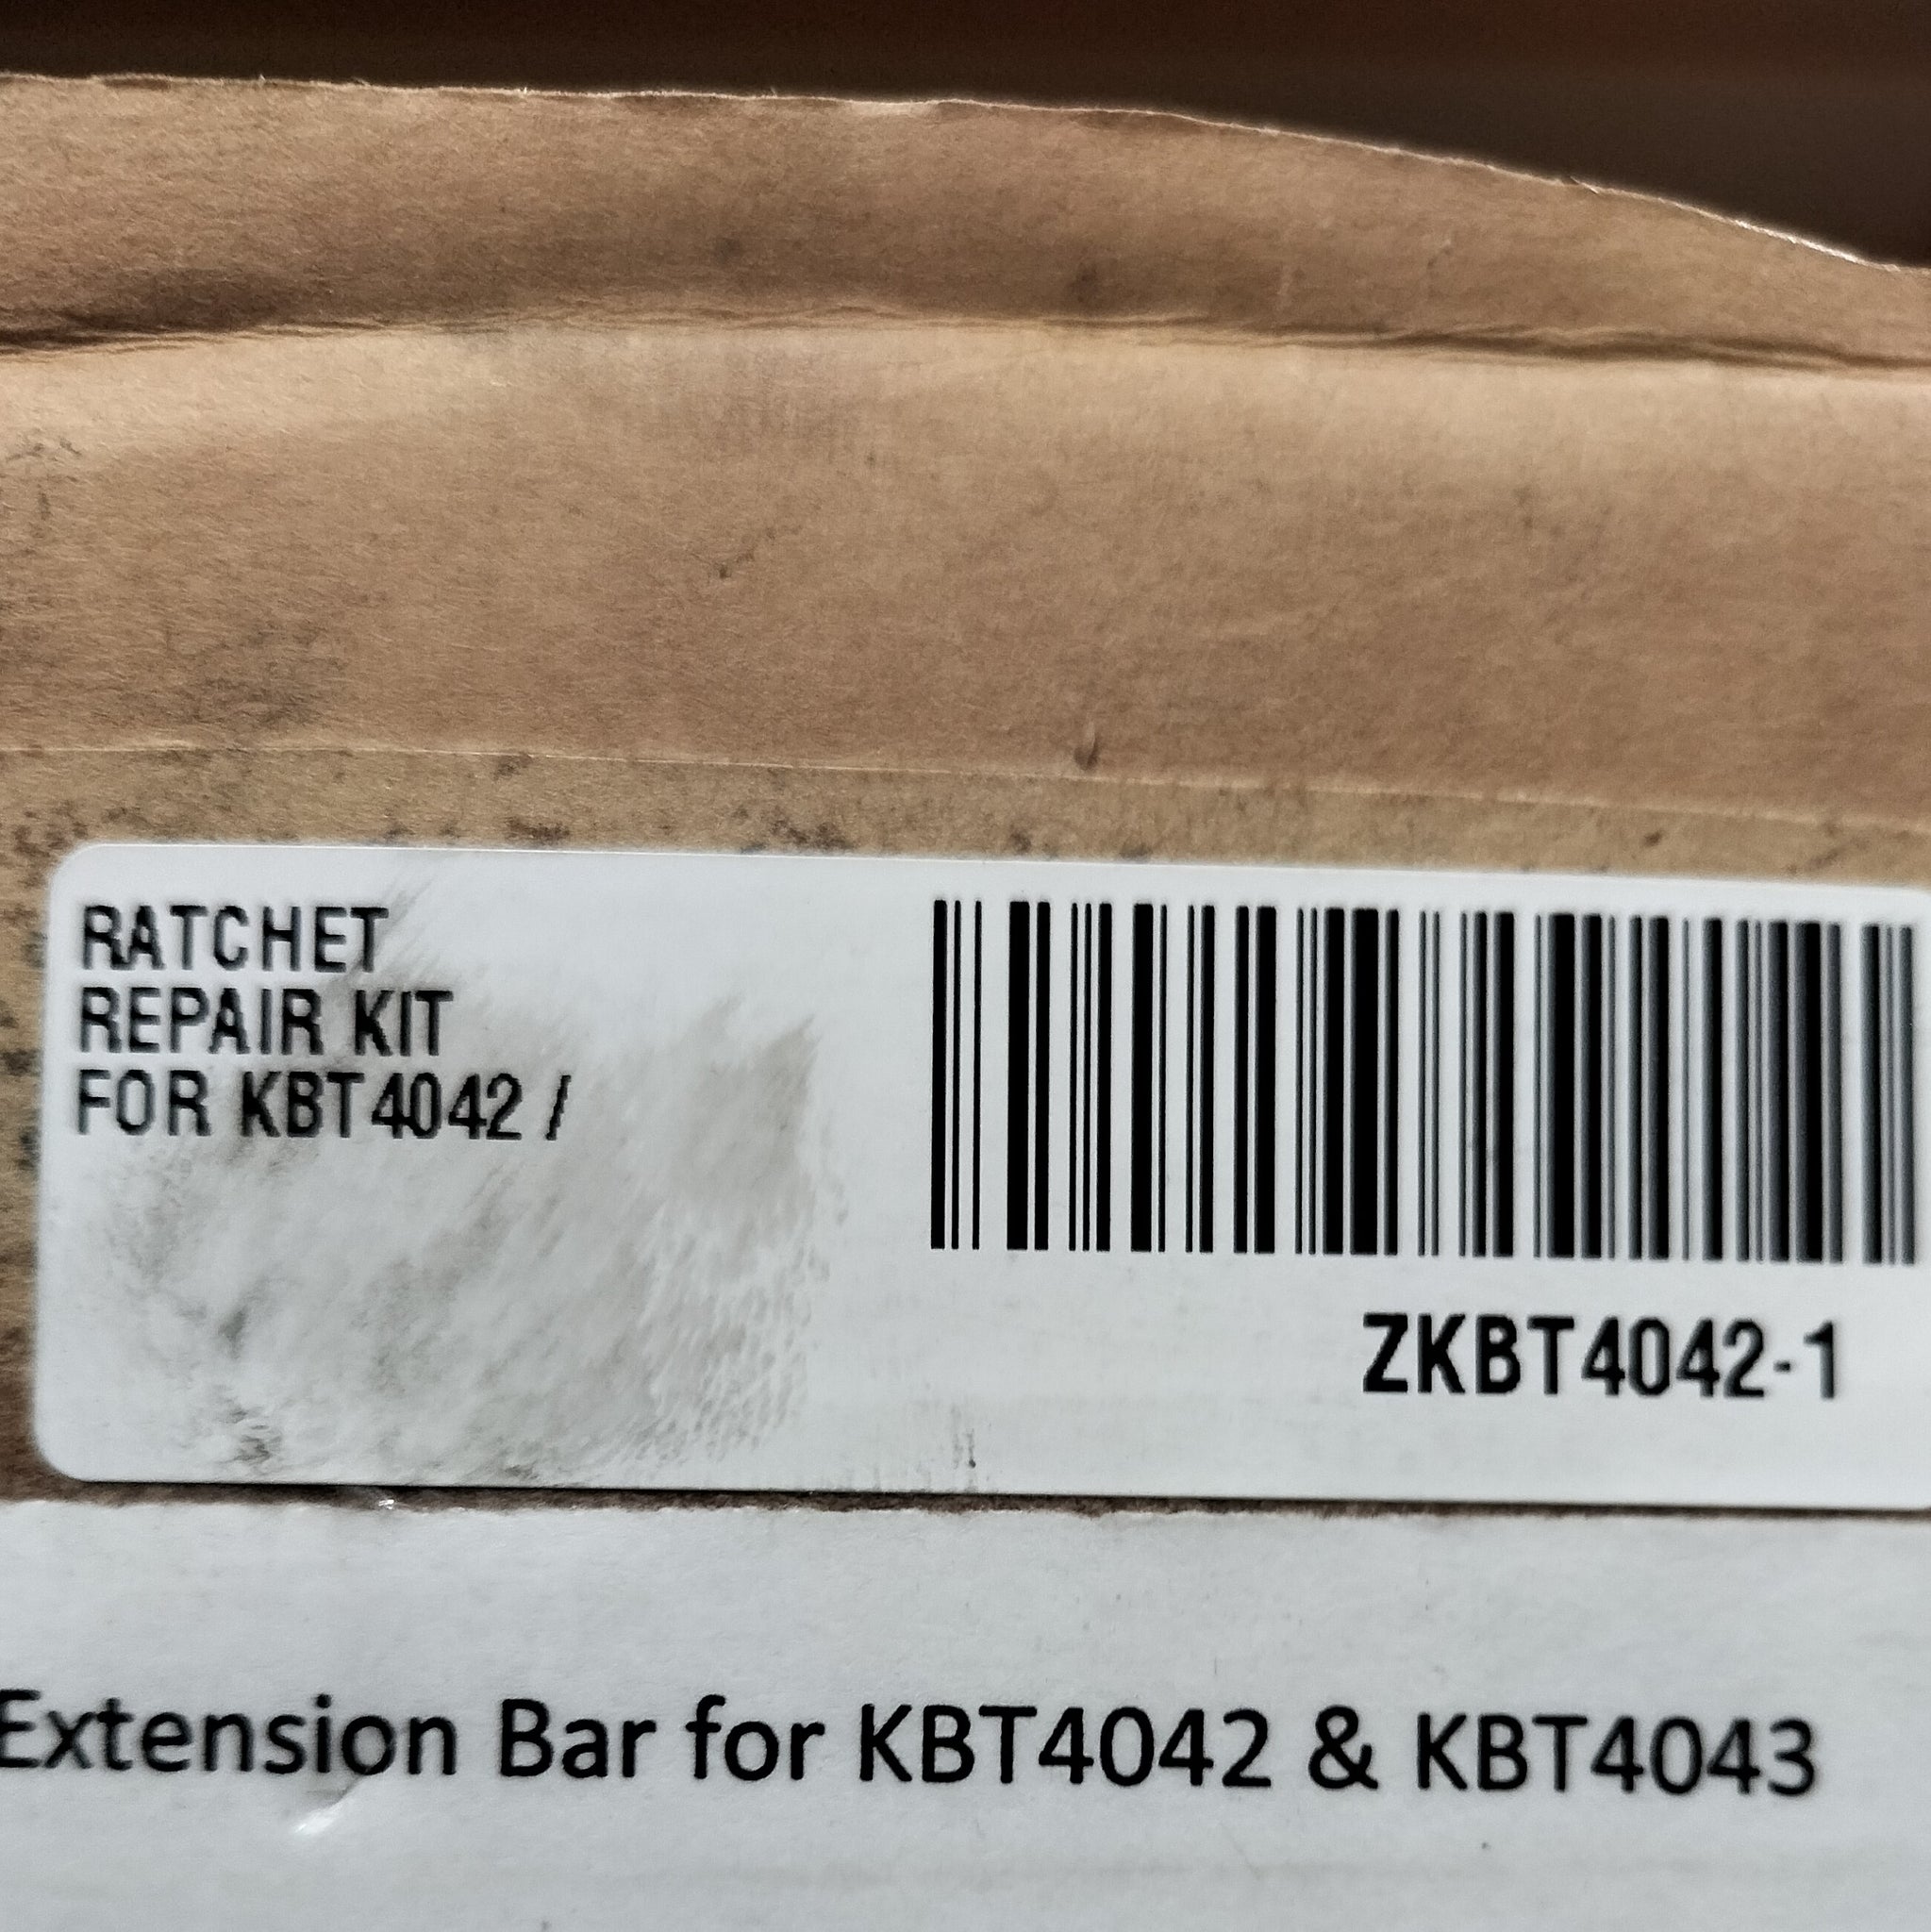 RATCHET
REPAIR KIT
FOR KBT4042 /
ZKBT4042-1
Extension Bar for KBT4042 & KBT4043